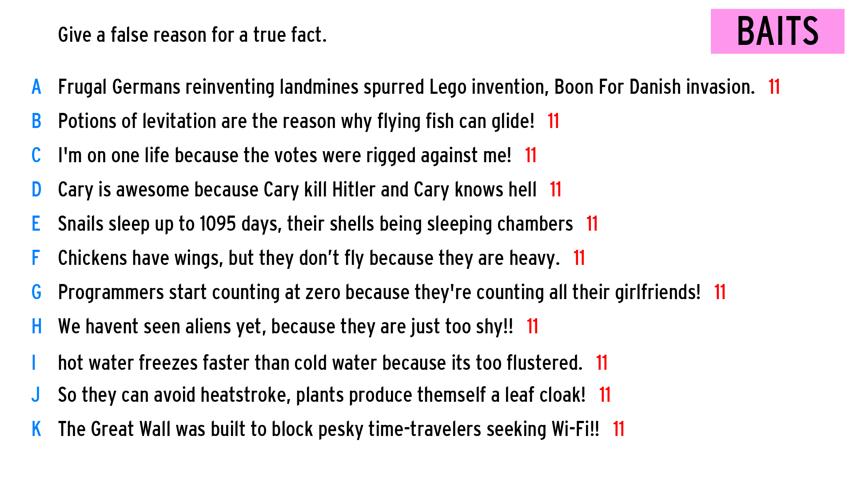 Give a false reason for a true fact.
BAITS
A Frugal Germans reinventing landmines spurred Lego invention, Boon For Danish invasion. 11
B Potions of levitation are the reason why flying fish can glide! 11
C I'm on one life because the votes were rigged against me! 11
D Cary is awesome because Cary kill Hitler and Cary knows hell 11
E Snails sleep up to 1095 days, their shells being sleeping chambers 11
F Chickens have wings, but they don’t fly because they are heavy. 11
G Programmers start counting at zero because they're counting all their girlfriends! 11
H We havent seen aliens yet, because they are just too shy!! 11
I hot water freezes faster than cold water because its too flustered. 11
J So they can avoid heatstroke, plants produce themself a leaf cloak! 11
K The Great Wall was built to block pesky time-travelers seeking Wi-Fi!! 11